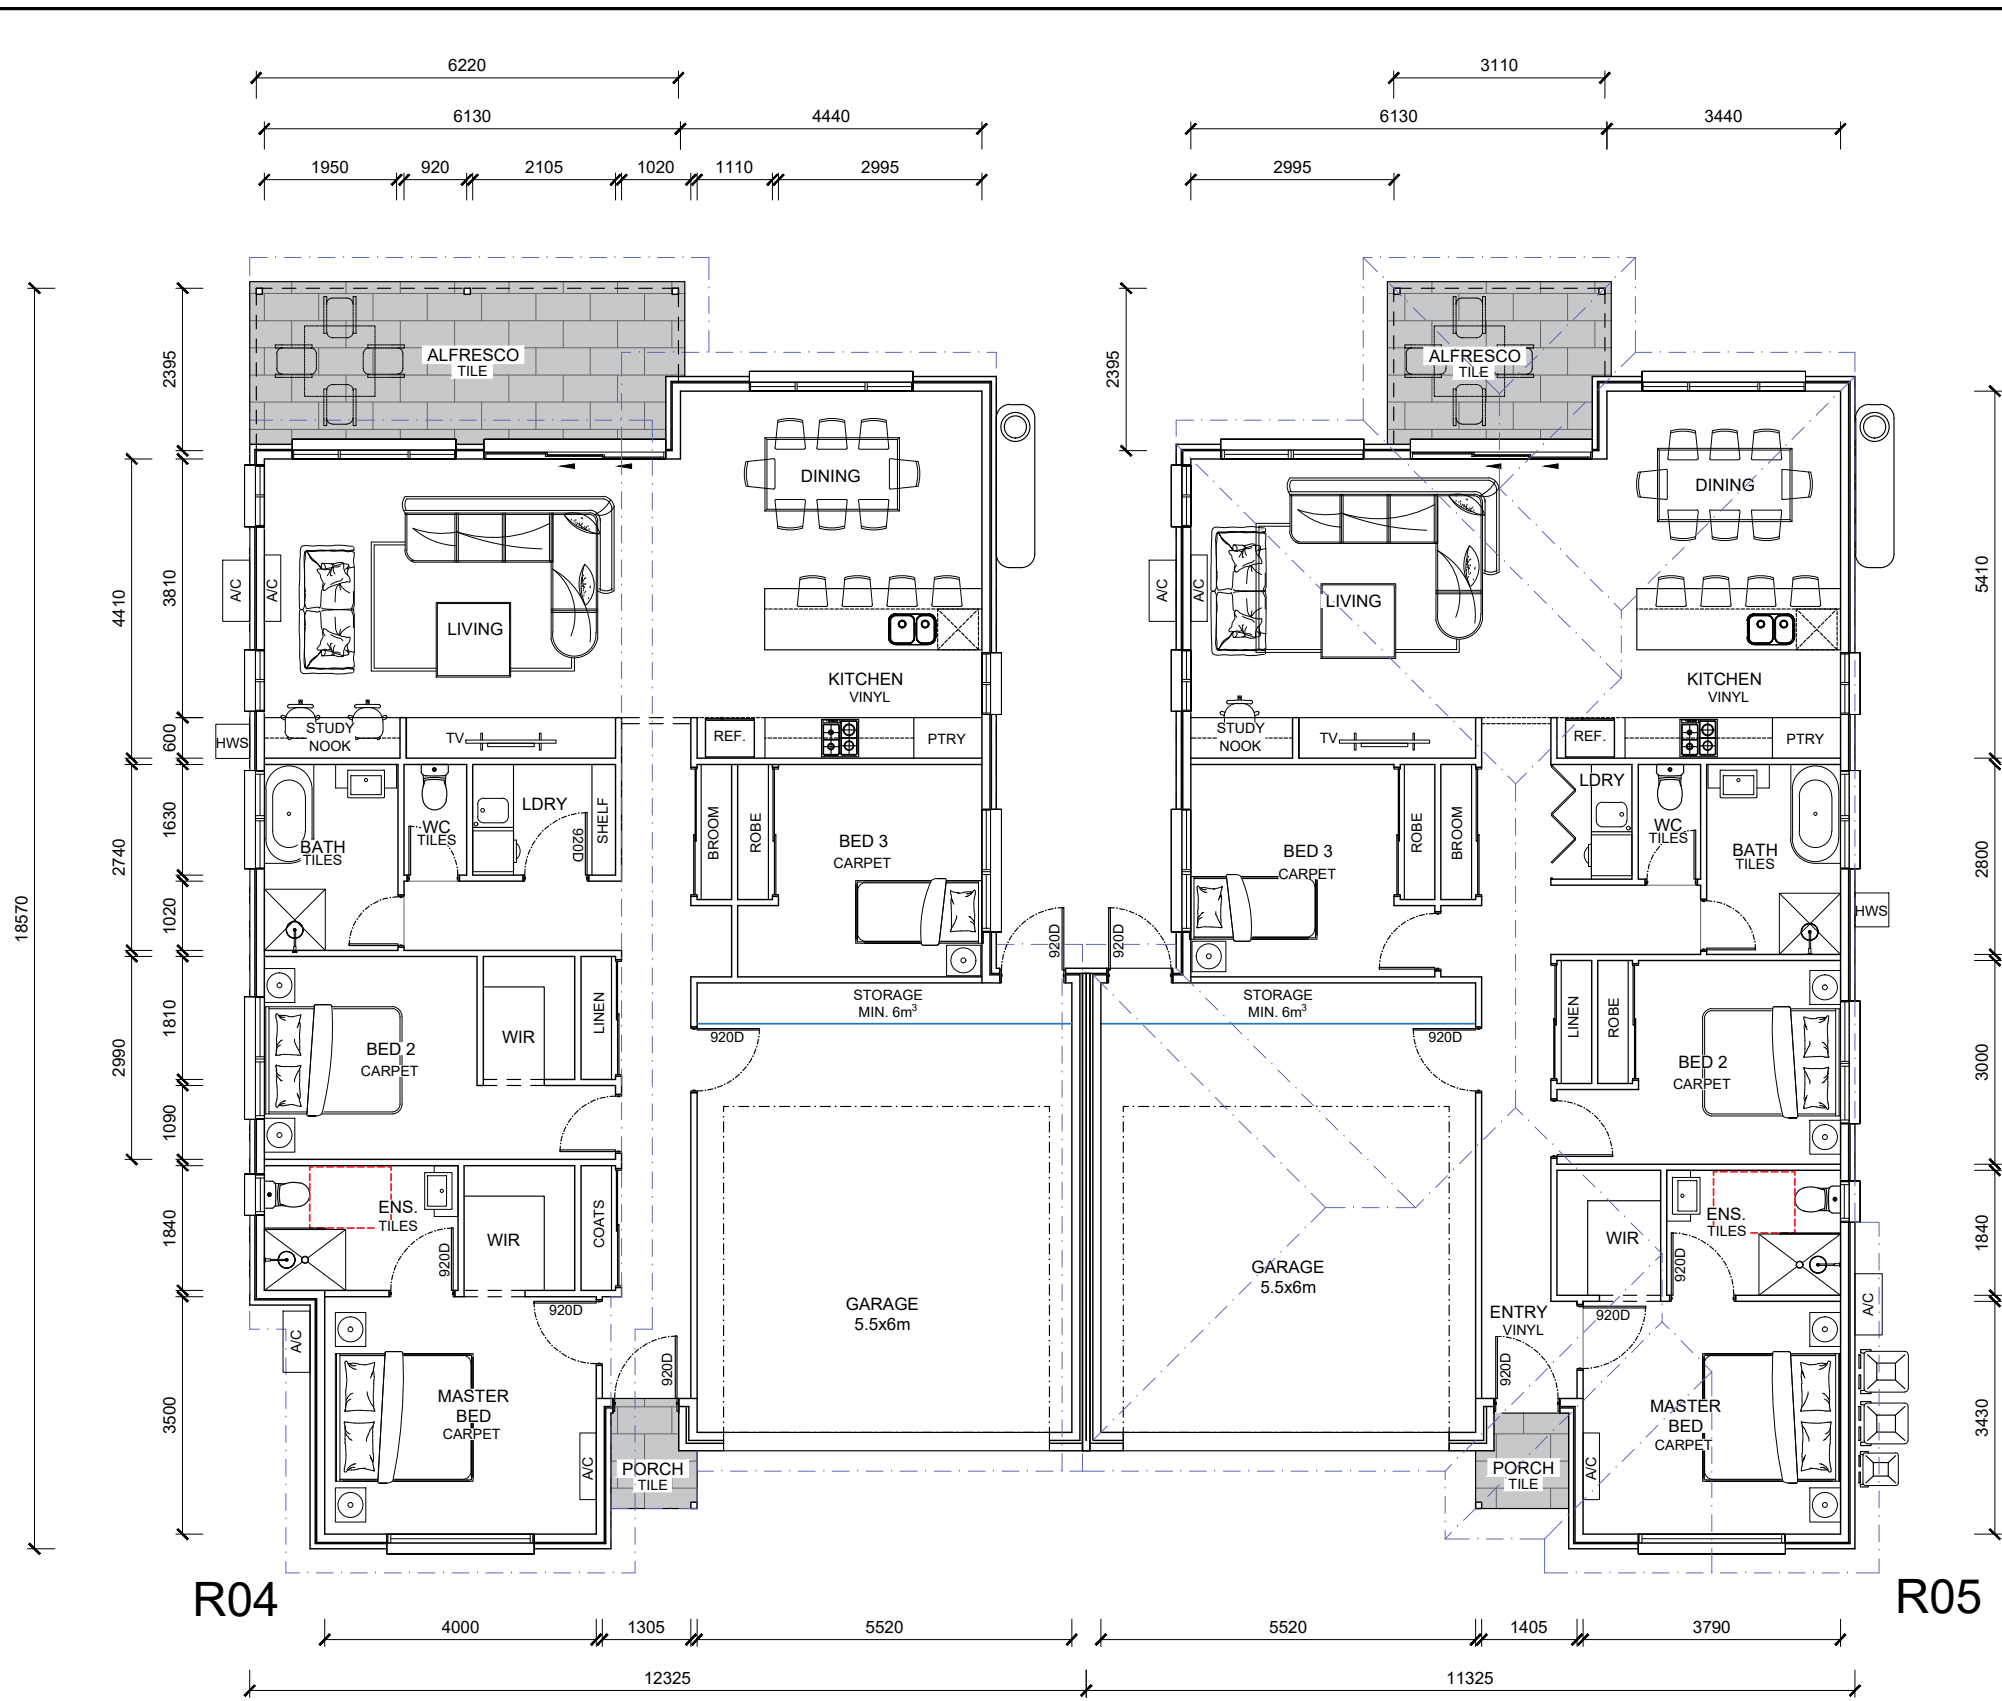 6220
3110
6130
4440
6130
3440
1950
920
2105
1020
1110
2995
2995
18570
2395
4410
3810
600
2740
1630
1020
2990
1810
1090
1840
3500
ALFRESCO
TILE
DINING
LIVING
A/C
A/C
KITCHEN
VINYL
HWS
STUDY
NOOK
TV
REF.
PTRY
BATH
TILES
WC
TILES
LDRY
920D
SHELF
BROOM
ROBE
BED 3
CARPET
920D
STORAGE
MIN. 6m³
BED 2
CARPET
WIR
LINEN
920D
ENS.
TILES
920D
WIR
COATS
920D
A/C
MASTER
BED
CARPET
A/C
920D
GARAGE
5.5x6m
PORCH
TILE
R04
2395
ALFRESCO
TILE
DINING
LIVING
A/C
A/C
KITCHEN
VINYL
STUDY
NOOK
TV
REF.
PTRY
BED 3
CARPET
ROBE
BROOM
LDRY
WC
TILES
BATH
TILES
HWS
920D
STORAGE
MIN. 6m³
920D
LINEN
ROBE
BED 2
CARPET
WIR
ENS.
TILES
920D
GARAGE
5.5x6m
ENTRY
VINYL
920D
920D
A/C
MASTER
BED
CARPET
A/C
PORCH
TILE
5410
2800
3000
1840
3430
R05
4000
1305
5520
5520
1405
3790
12325
11325